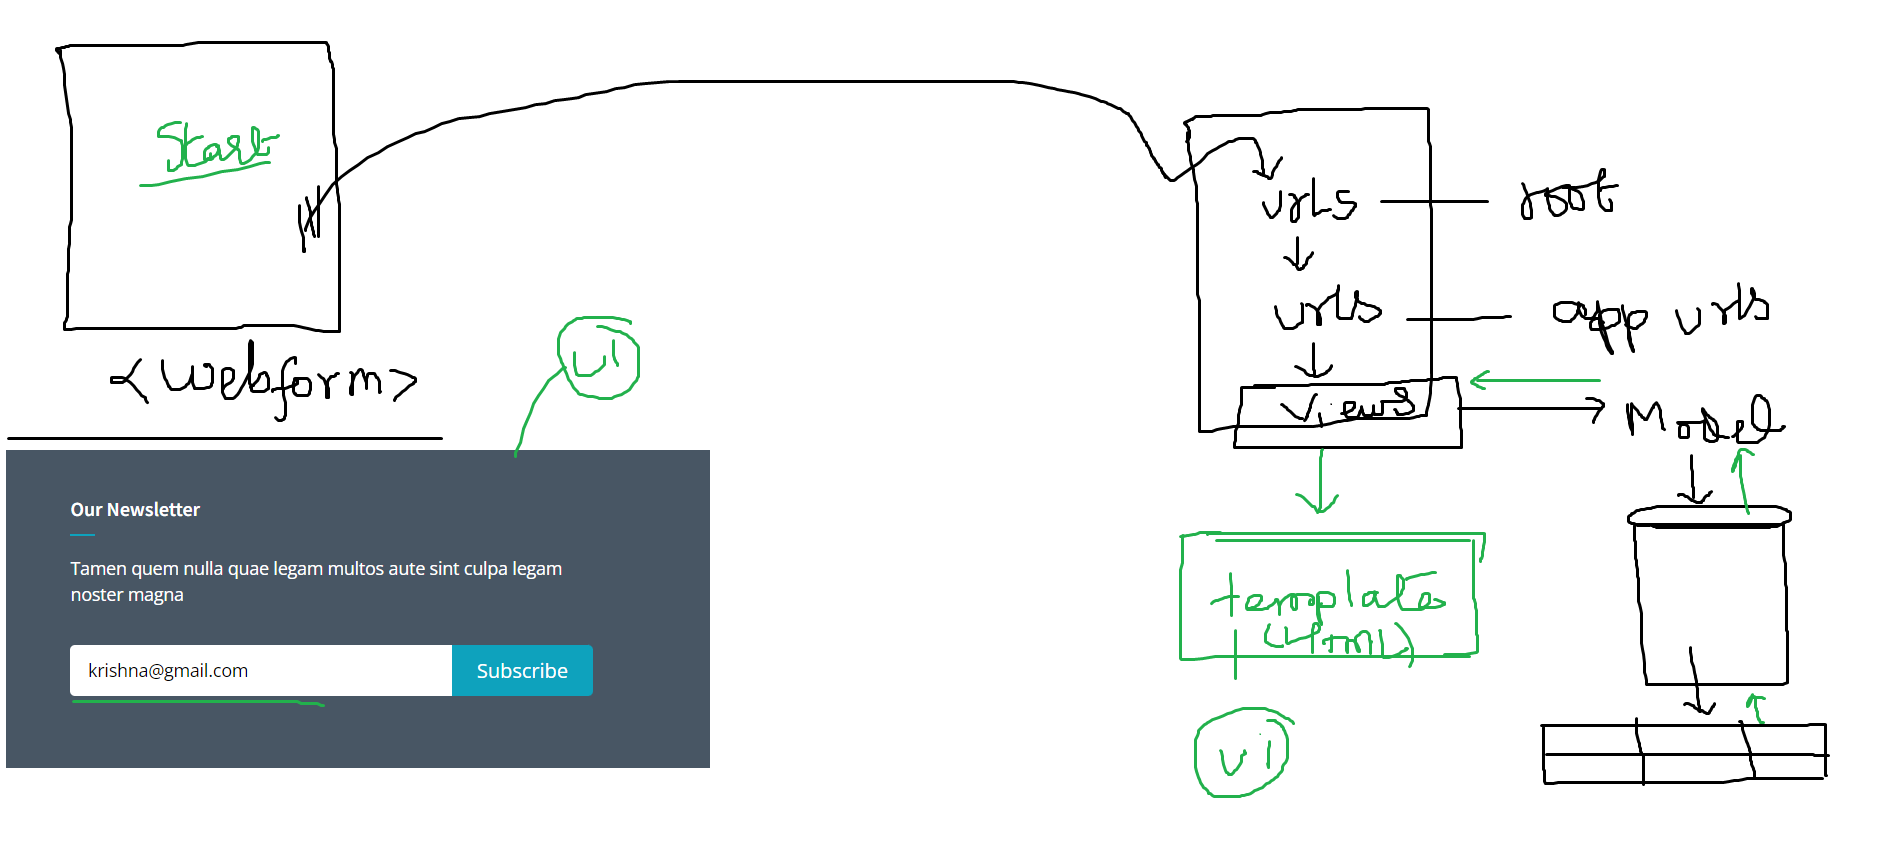 Start
<webform>
UI
Our Newsletter
Tamen quem nulla quae legam multos aute sint culpa legam
noster magna
krishna@gmail.com
Subscribe
urls
root
urls
app urls
Views
Model
template
(Html)
UI